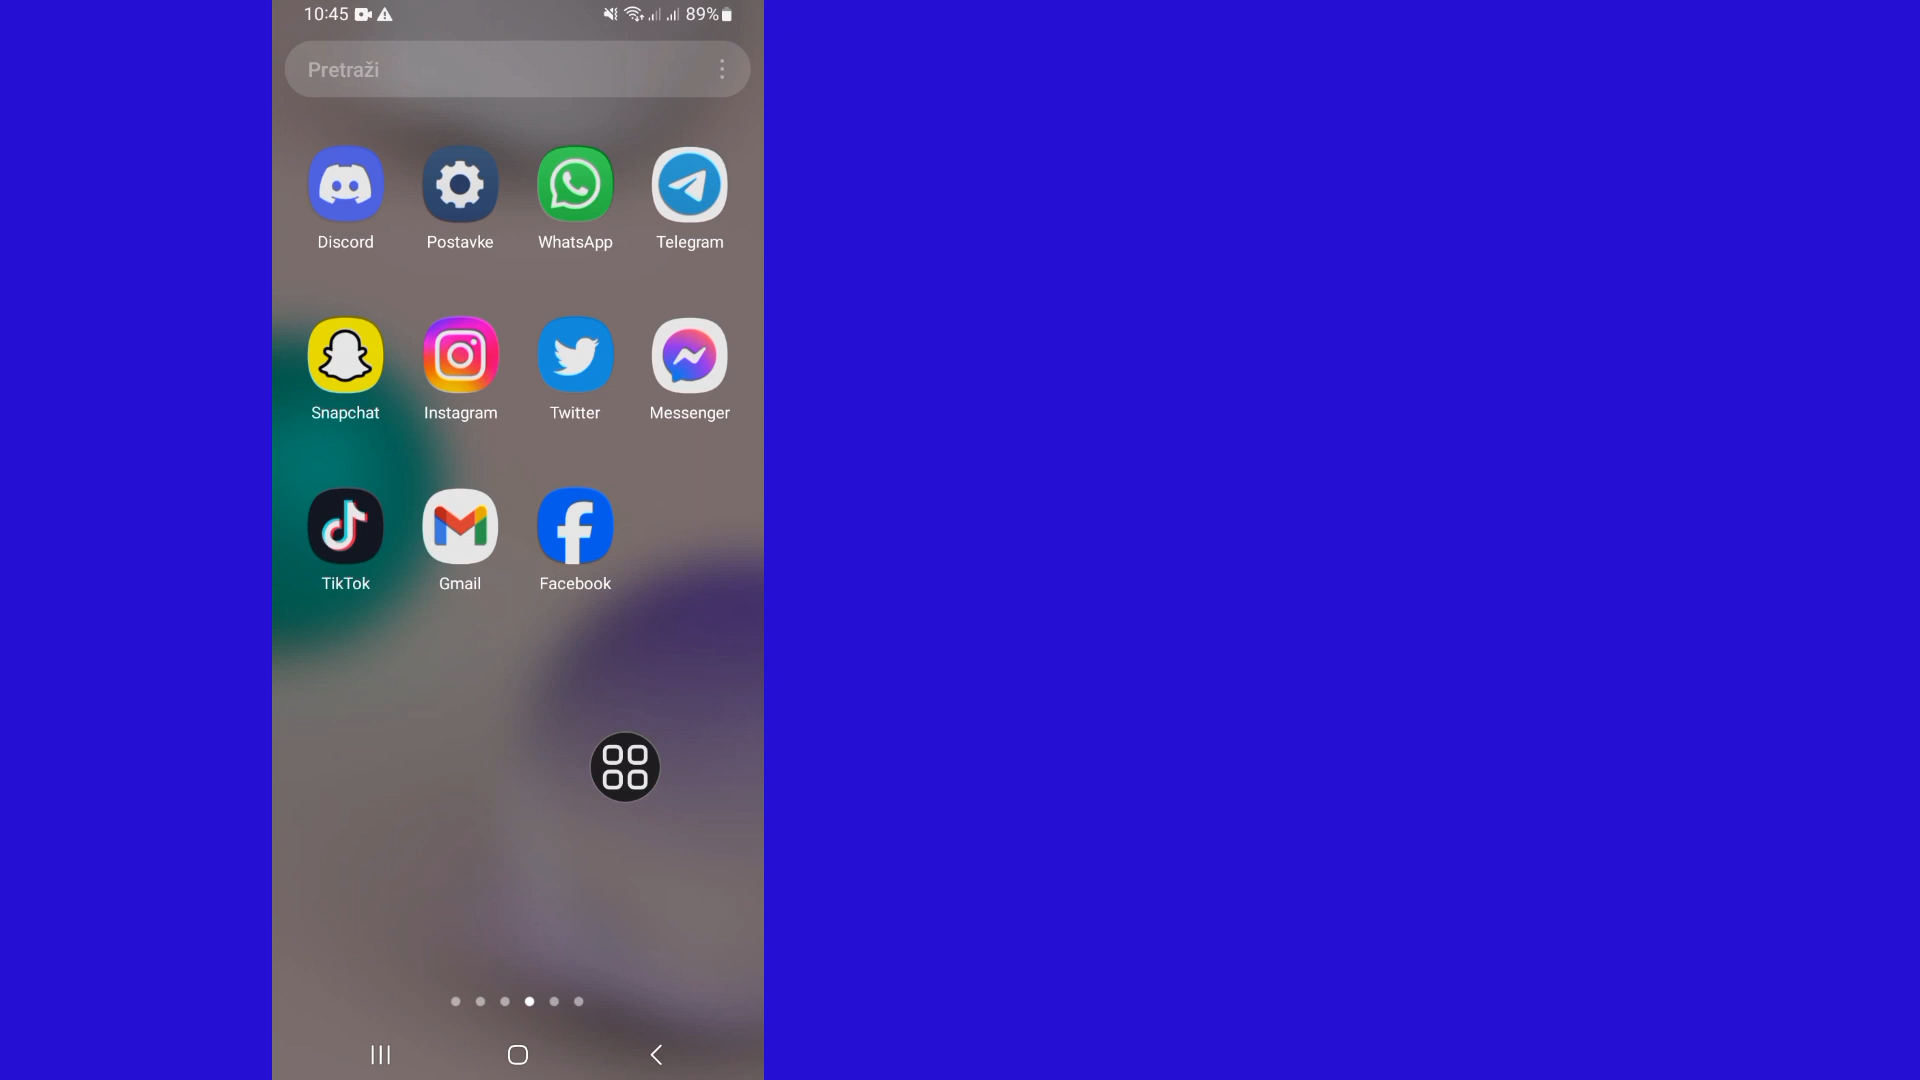 10:45 89%
Pretraži
Discord Postavke WhatsApp Telegram
Snapchat Instagram Twitter Messenger
TikTok Gmail Facebook